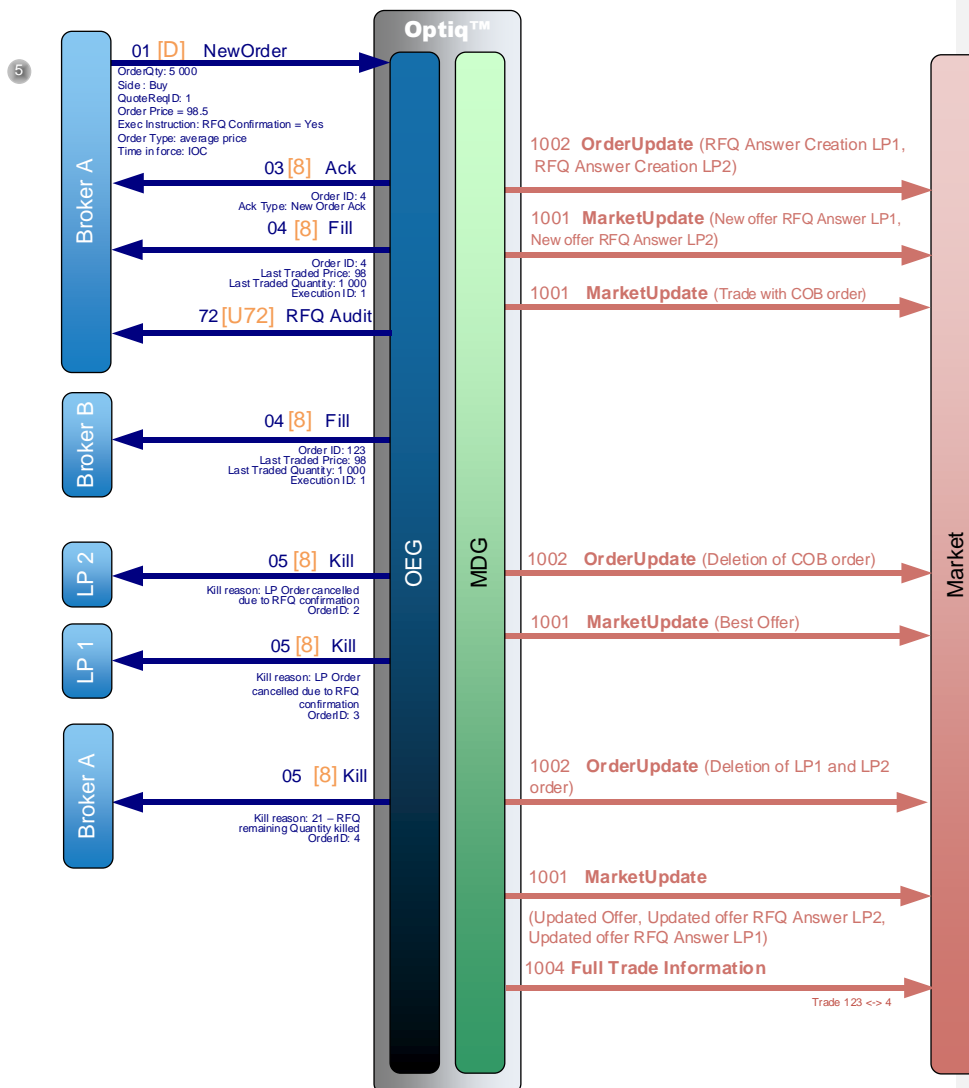 Optiq™
5
Broker A
01 [D] NewOrder
OrderQty: 5 000
Side : Buy
QuoteReqID: 1
Order Price = 98.5
Exec Instruction: RFQ Confirmation = Yes
Order Type: average price
Time in force: IOC
03 [8] Ack
Order ID: 4
Ack Type: New Order Ack
04 [8] Fill
Order ID: 4
Last Traded Price: 98
Last Traded Quantity: 1 000
Execution ID: 1
72 [U72] RFQ Audit
Broker B
04 [8] Fill
Order ID: 123
Last Traded Price: 98
Last Traded Quantity: 1 000
Execution ID: 1
LP 2
05 [8] Kill
Kill reason: LP Order cancelled
due to RFQ confirmation
OrderID: 2
LP 1
05 [8] Kill
Kill reason: LP Order
cancelled due to RFQ
confirmation
OrderID: 3
Broker A
05 [8] Kill
Kill reason: 21 – RFQ
remaining Quantity killed
OrderID: 4
OEG
MDG
1002 OrderUpdate (RFQ Answer Creation LP1,
RFQ Answer Creation LP2)
1001 MarketUpdate (New offer RFQ Answer LP1,
New offer RFQ Answer LP2)
1001 MarketUpdate (Trade with COB order)
1002 OrderUpdate (Deletion of COB order)
1001 MarketUpdate (Best Offer)
1002 OrderUpdate (Deletion of LP1 and LP2
order)
1001 MarketUpdate
(Updated Offer, Updated offer RFQ Answer LP2,
Updated offer RFQ Answer LP1)
1004 Full Trade Information
Trade 123 <-> 4
Market